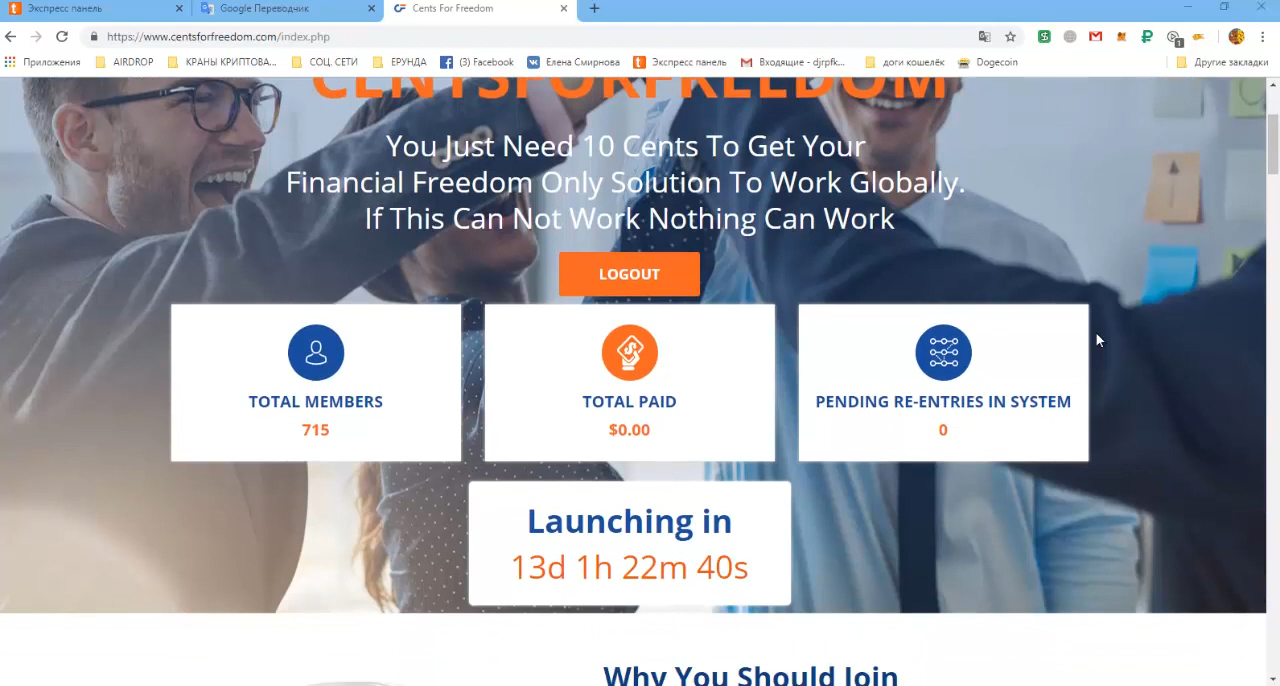 Экспресс панель
Google Переводчик
Cents For Freedom
https://www.centsforfreedom.com/index.php
Приложения
AIRDROP
КРАНЫ КРИПТОВА...
СОЦ. СЕТИ
ЕРУНДА
(3) Facebook
Елена Смирнова
Экспресс панель
Входящие - djrpfk...
доги кошелёк
Dogecoin
Другие закладки
CENTSFORFREEDOM
You Just Need 10 Cents To Get Your
Financial Freedom Only Solution To Work Globally.
If This Can Not Work Nothing Can Work
LOGOUT
TOTAL MEMBERS
715
TOTAL PAID
$0.00
PENDING RE-ENTRIES IN SYSTEM
0
Launching in
13d 1h 22m 40s
Why You Should Join